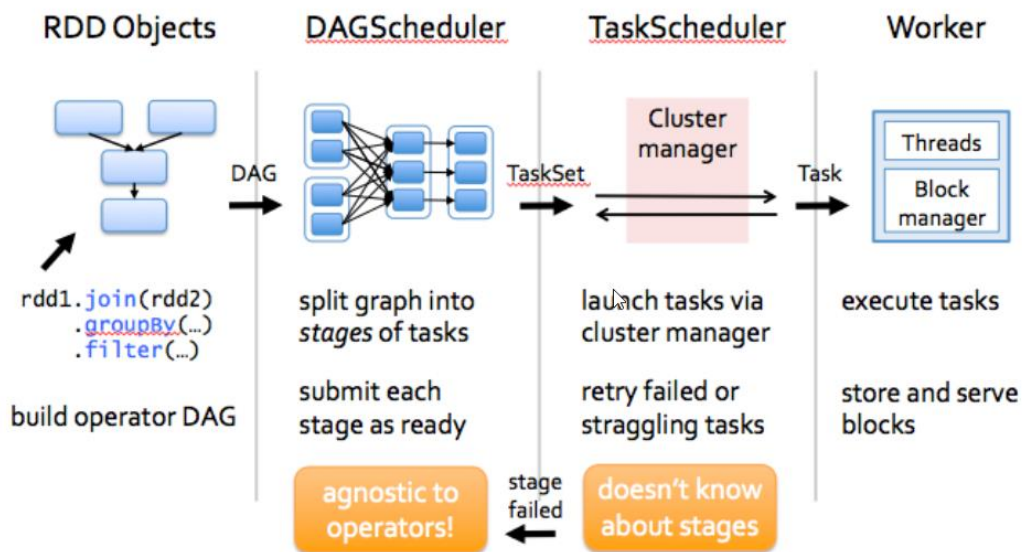 RDD Objects
DAGScheduler
TaskScheduler
Worker
DAG
TaskSet
Cluster
manager
Task
Threads
Block
manager
rdd1.join(rdd2)
.groupBy(…)
.filter(…)
build operator DAG
split graph into
stages of tasks
submit each
stage as ready
agnostic to
operators!
launch tasks via
cluster manager
retry failed or
straggling tasks
stage
failed
doesn't know
about stages
execute tasks
store and serve
blocks